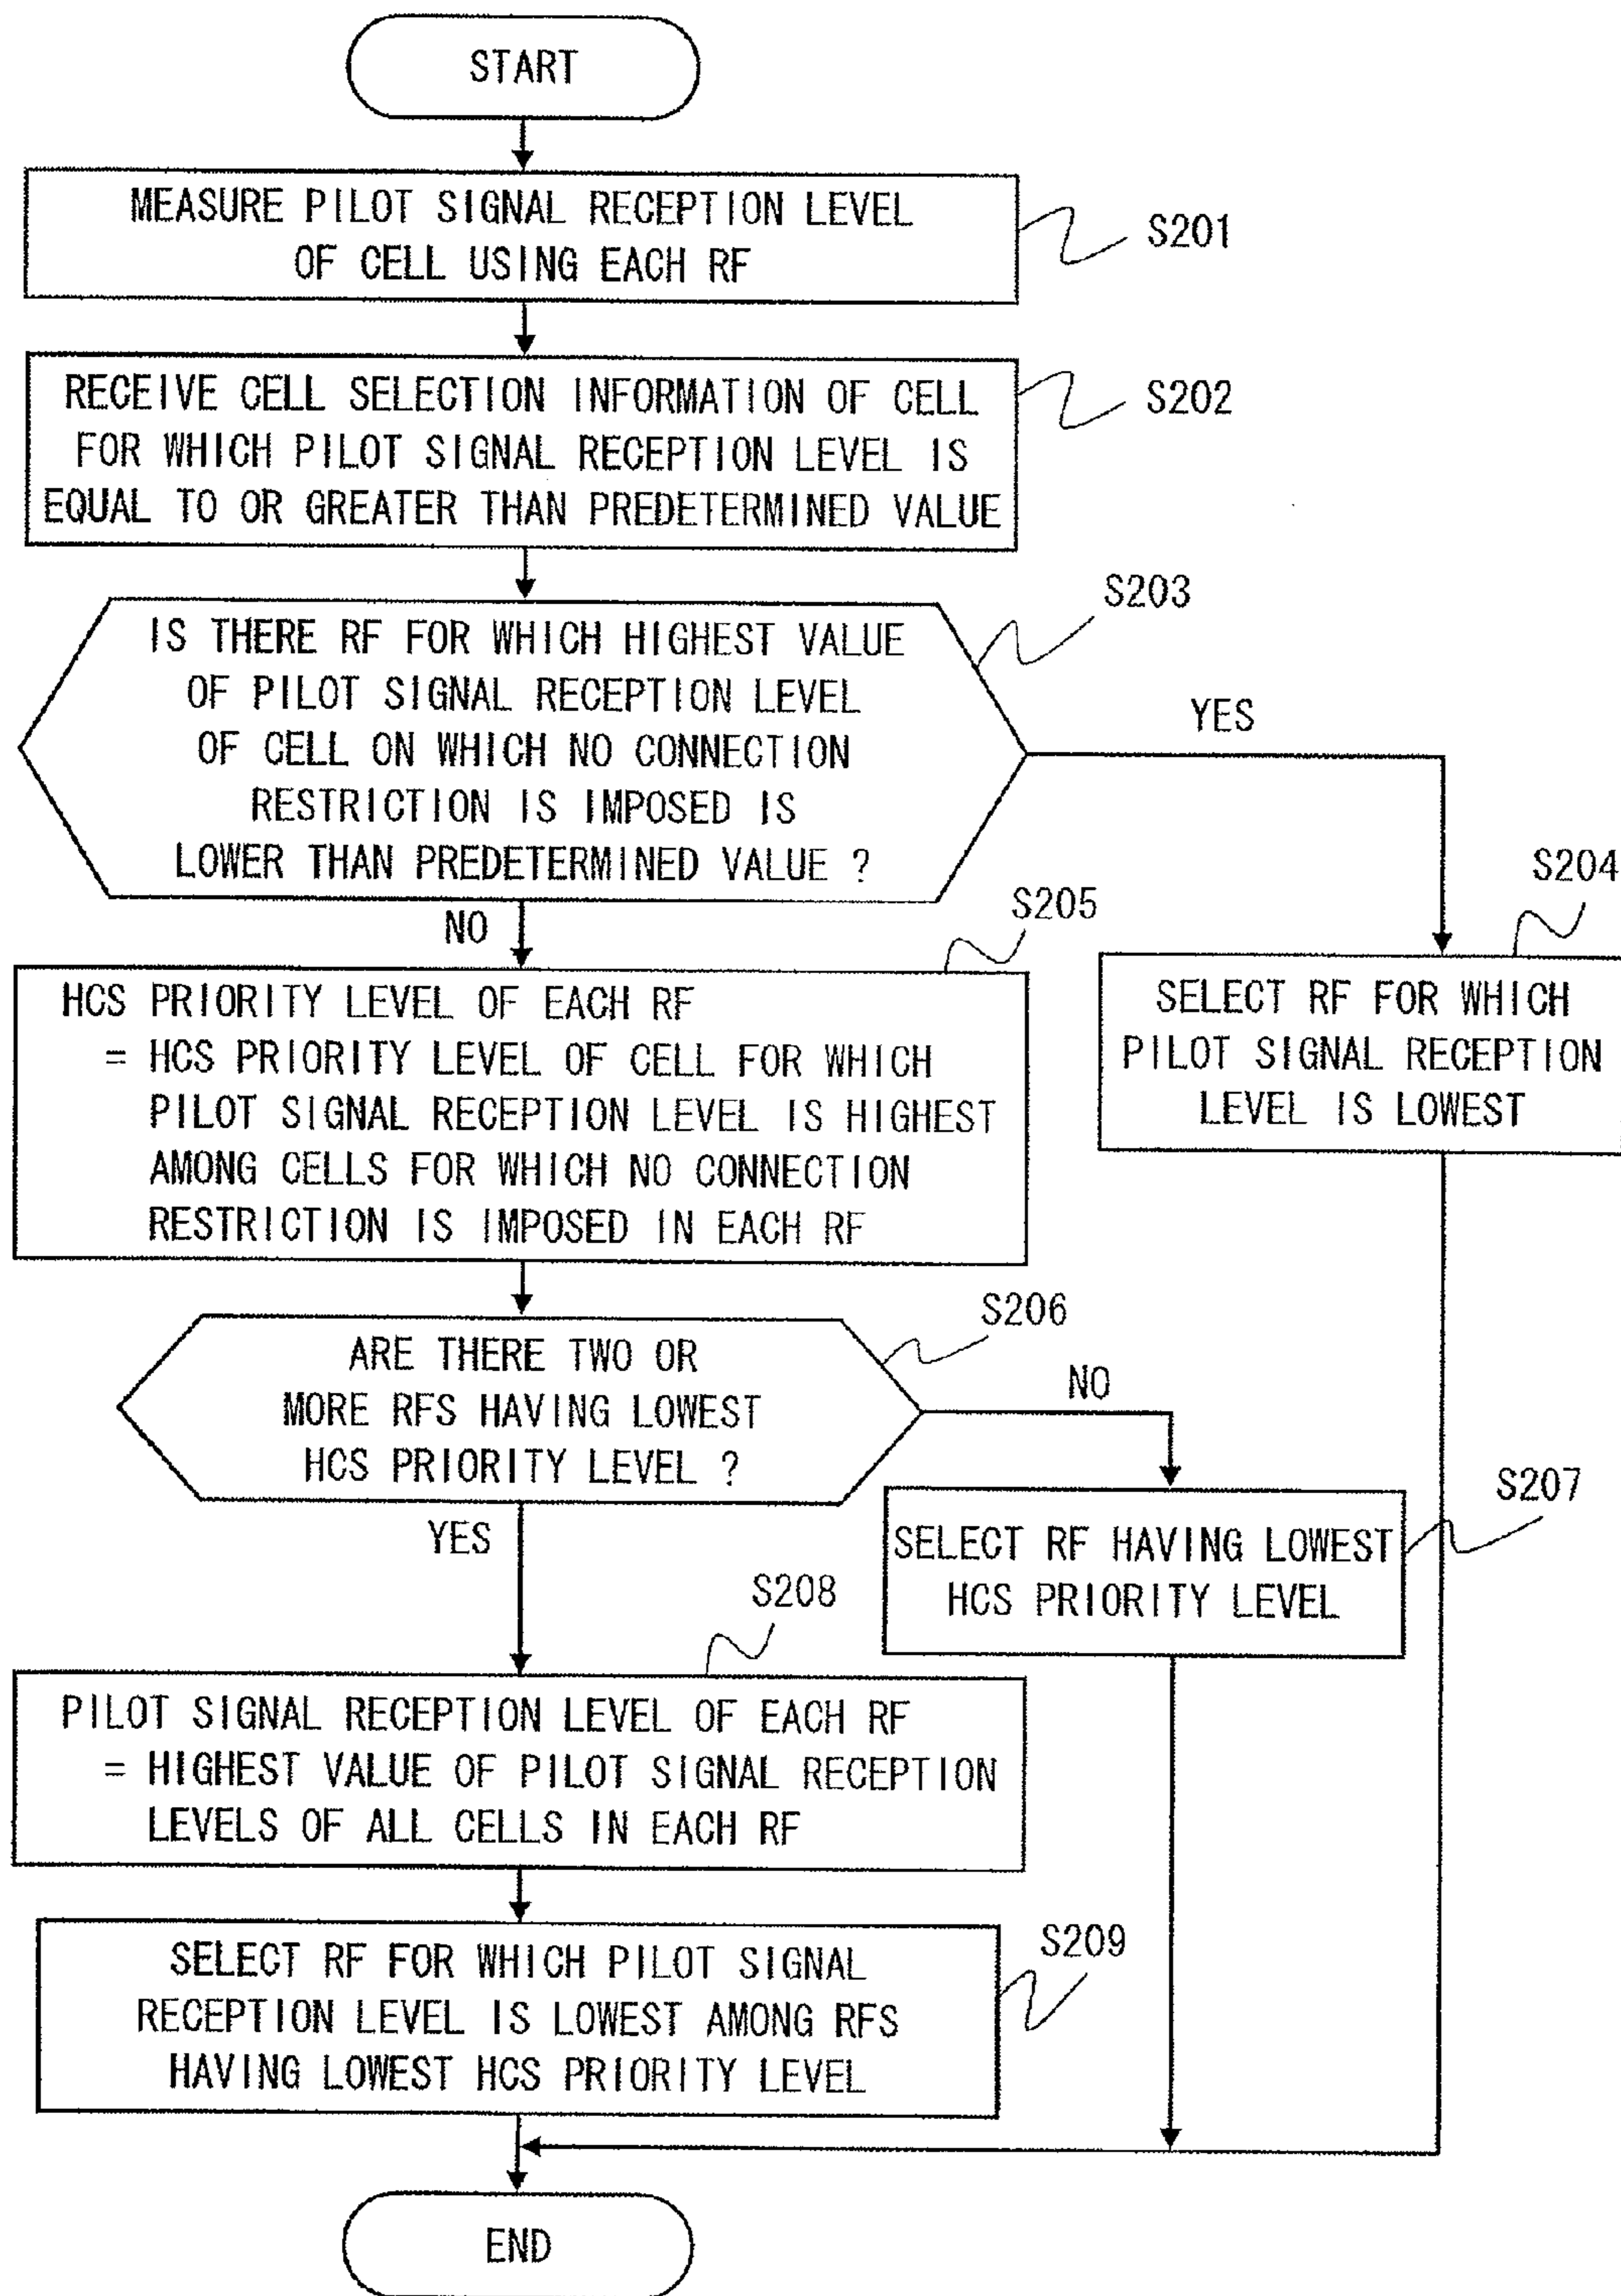 START
MEASURE PILOT SIGNAL RECEPTION LEVEL
OF CELL USING EACH RF
S201
RECEIVE CELL SELECTION INFORMATION OF CELL
FOR WHICH PILOT SIGNAL RECEPTION LEVEL IS
EQUAL TO OR GREATER THAN PREDETERMINED VALUE
S202
IS THERE RF FOR WHICH HIGHEST VALUE
OF PILOT SIGNAL RECEPTION LEVEL
OF CELL ON WHICH NO CONNECTION
RESTRICTION IS IMPOSED IS
LOWER THAN PREDETERMINED VALUE ?
S203
YES
NO
S204
SELECT RF FOR WHICH
PILOT SIGNAL RECEPTION
LEVEL IS LOWEST
S205
HCS PRIORITY LEVEL OF EACH RF
= HCS PRIORITY LEVEL OF CELL FOR WHICH
PILOT SIGNAL RECEPTION LEVEL IS HIGHEST
AMONG CELLS FOR WHICH NO CONNECTION
RESTRICTION IS IMPOSED IN EACH RF
S206
ARE THERE TWO OR
MORE RFS HAVING LOWEST
HCS PRIORITY LEVEL ?
NO
YES
S207
SELECT RF HAVING LOWEST
HCS PRIORITY LEVEL
S208
PILOT SIGNAL RECEPTION LEVEL OF EACH RF
= HIGHEST VALUE OF PILOT SIGNAL RECEPTION
LEVELS OF ALL CELLS IN EACH RF
SELECT RF FOR WHICH PILOT SIGNAL
RECEPTION LEVEL IS LOWEST AMONG RFS
HAVING LOWEST HCS PRIORITY LEVEL
S209
END